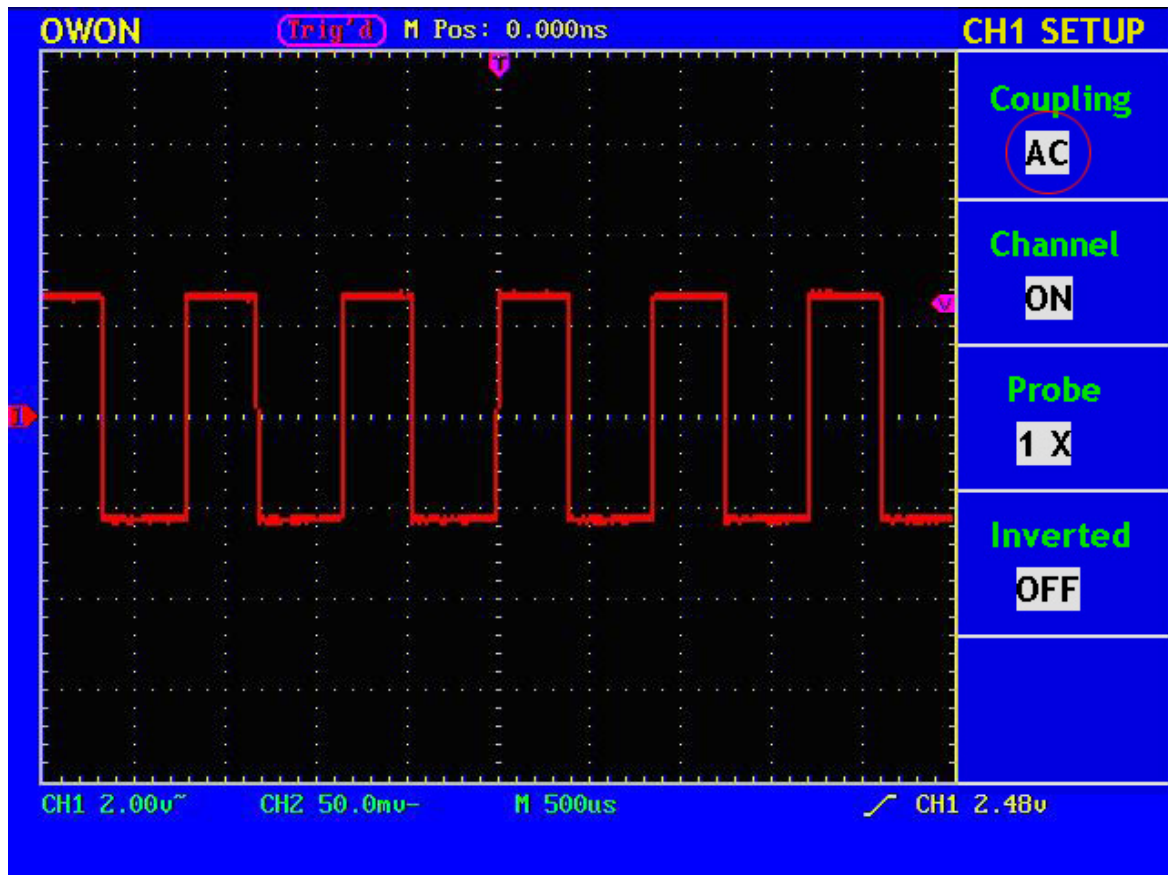 OWON Trig'd M Pos: 0.000ns CH1 SETUP
T
Coupling
AC
Channel
ON
V
Probe
1 X
1
Inverted
OFF
CH1 2.00v~ CH2 50.0mv- M 500us CH1 2.48v